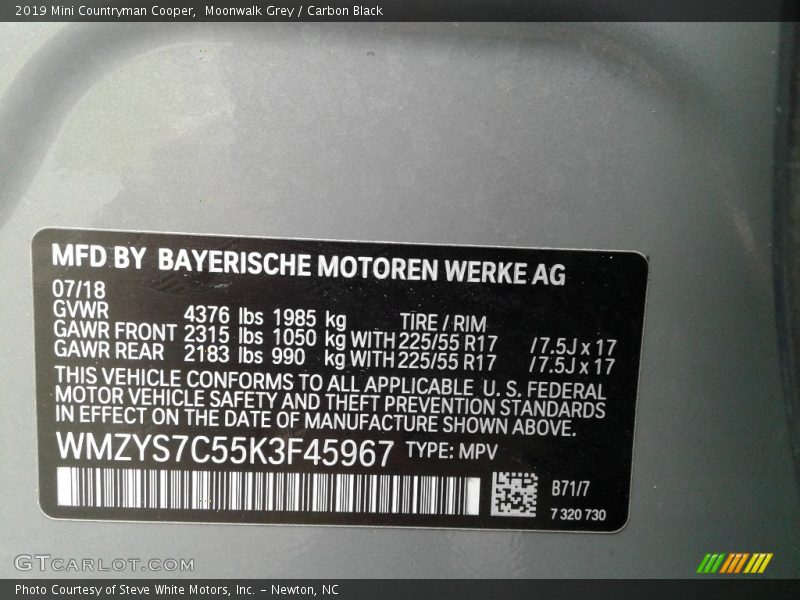 2019 Mini Countryman Cooper,  Moonwalk Grey / Carbon Black
MFD BY BAYERISCHE MOTOREN WERKE AG
07/18
GVWR 4376 lbs 1985 kg TIRE / RIM
GAWR FRONT 2315 lbs 1050 kg WITH 225/55 R17 /7.5J x 17
GAWR REAR 2183 lbs 990 kg WITH 225/55 R17 /7.5J x 17
THIS VEHICLE CONFORMS TO ALL APPLICABLE U. S. FEDERAL
MOTOR VEHICLE SAFETY AND THEFT PREVENTION STANDARDS
IN EFFECT ON THE DATE OF MANUFACTURE SHOWN ABOVE.
WMZYS7C55K3F45967 TYPE: MPV
B71/7
7 320 730
GTCARLOT.COM
Photo Courtesy of Steve White Motors, Inc. – Newton, NC